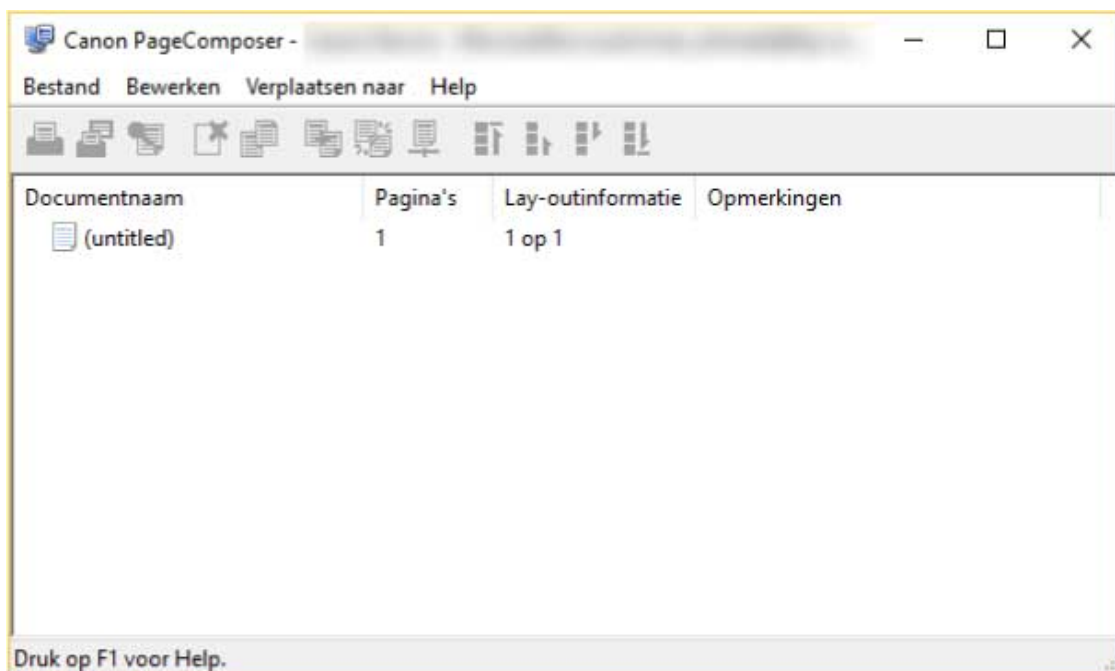 Canon PageComposer -
Bestand Bewerken Verplaatsen naar Help
Documentnaam Pagina's Lay-outinformatie Opmerkingen
(untitled) 1 1 op 1
Druk op F1 voor Help.